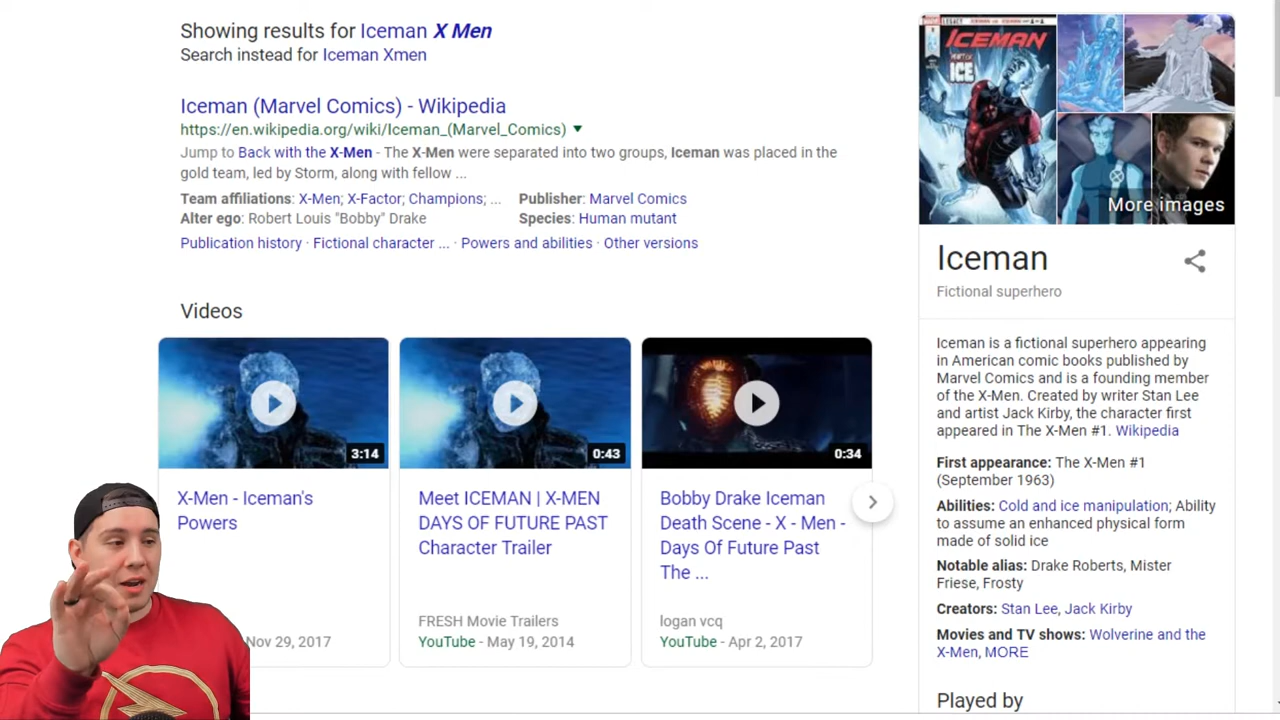 Showing results for Iceman X Men
Search instead for Iceman Xmen
Iceman (Marvel Comics) - Wikipedia
https://en.wikipedia.org/wiki/Iceman_(Marvel_Comics)
Jump to Back with the X-Men - The X-Men were separated into two groups, Iceman was placed in the
gold team, led by Storm, along with fellow ...
Team affiliations: X-Men; X-Factor; Champions; ... Publisher: Marvel Comics
Alter ego: Robert Louis "Bobby" Drake Species: Human mutant
Publication history · Fictional character ... · Powers and abilities · Other versions
Videos
3:14
X-Men - Iceman's
Powers
Nov 29, 2017
0:43
Meet ICEMAN | X-MEN
DAYS OF FUTURE PAST
Character Trailer
FRESH Movie Trailers
YouTube - May 19, 2014
0:34
Bobby Drake Iceman
Death Scene - X - Men -
Days Of Future Past
The ...
logan vcq
YouTube - Apr 2, 2017
LEGACY
ICEMAN
ICE
More images
Iceman
Fictional superhero
Iceman is a fictional superhero appearing
in American comic books published by
Marvel Comics and is a founding member
of the X-Men. Created by writer Stan Lee
and artist Jack Kirby, the character first
appeared in The X-Men #1. Wikipedia
First appearance: The X-Men #1
(September 1963)
Abilities: Cold and ice manipulation; Ability
to assume an enhanced physical form
made of solid ice
Notable alias: Drake Roberts, Mister
Friese, Frosty
Creators: Stan Lee, Jack Kirby
Movies and TV shows: Wolverine and the
X-Men, MORE
Played by